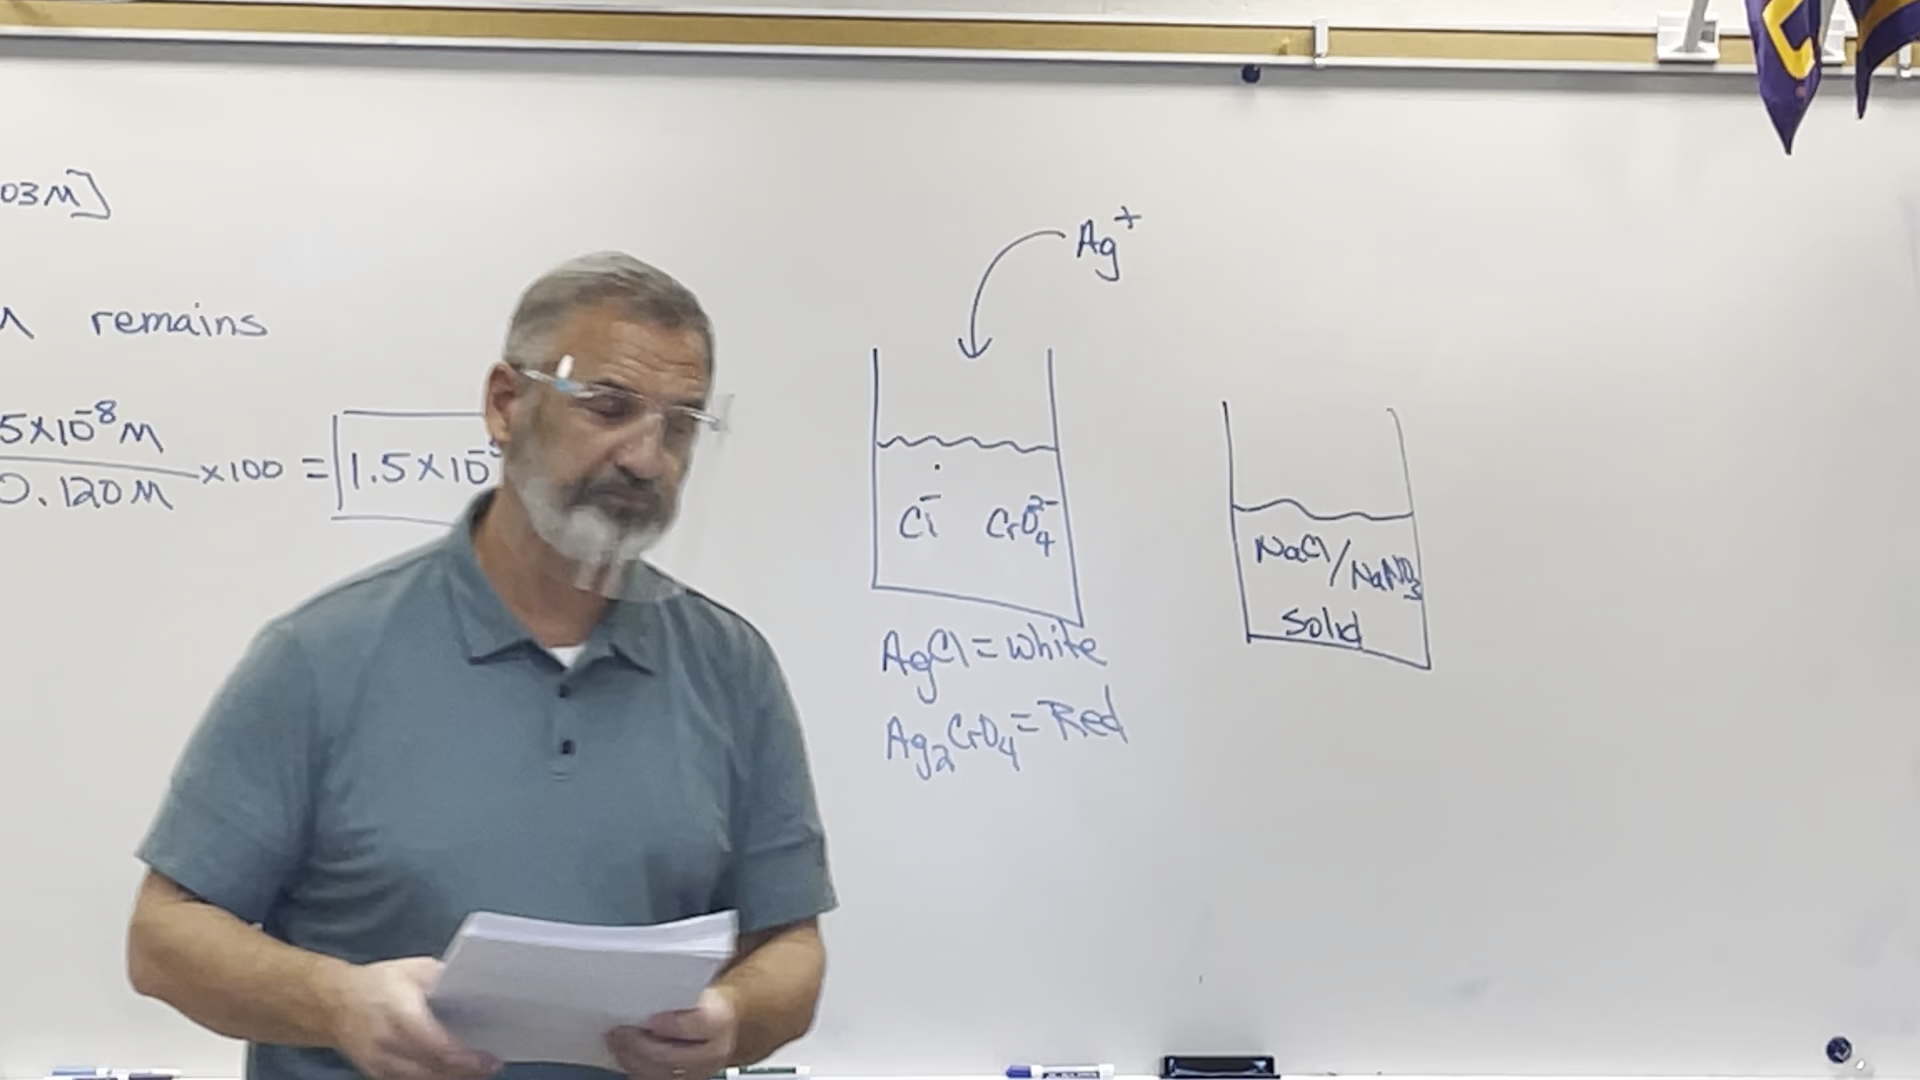 03M]
M remains
5x10⁻⁸M
0.120M
x100 = 1.5x10⁻
Ag⁺
Cl⁻ CrO₄²⁻
AgCl = White
Ag₂CrO₄ = Red
NaCl/NaNO₃
Solid
C